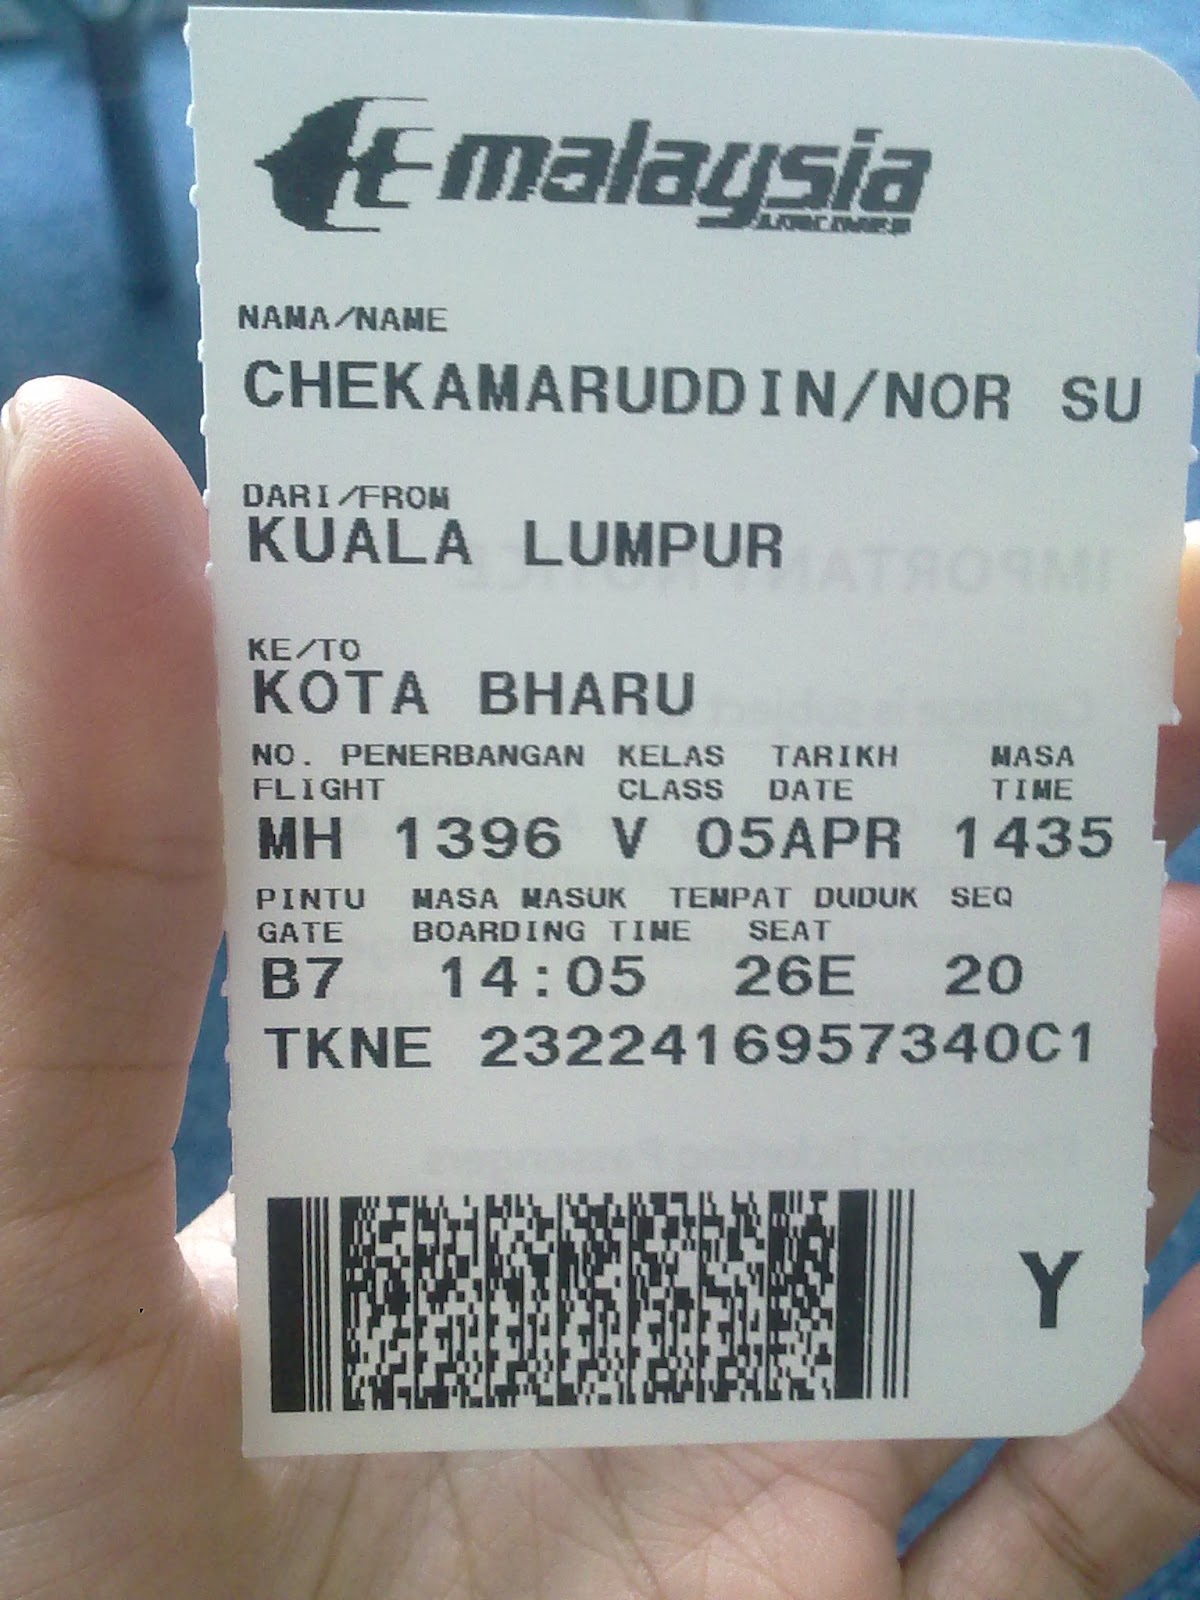 malaysia
NAMA/NAME
CHEKAMARUDDIN/NOR SU
DARI/FROM
KUALA LUMPUR
KE/TO
KOTA BHARU
NO. PENERBANGAN KELAS TARIKH MASA
FLIGHT CLASS DATE TIME
MH 1396 V 05APR 1435
PINTU MASA MASUK TEMPAT DUDUK SEQ
GATE BOARDING TIME SEAT
B7 14:05 26E 20
TKNE 2322416957340C1
Y